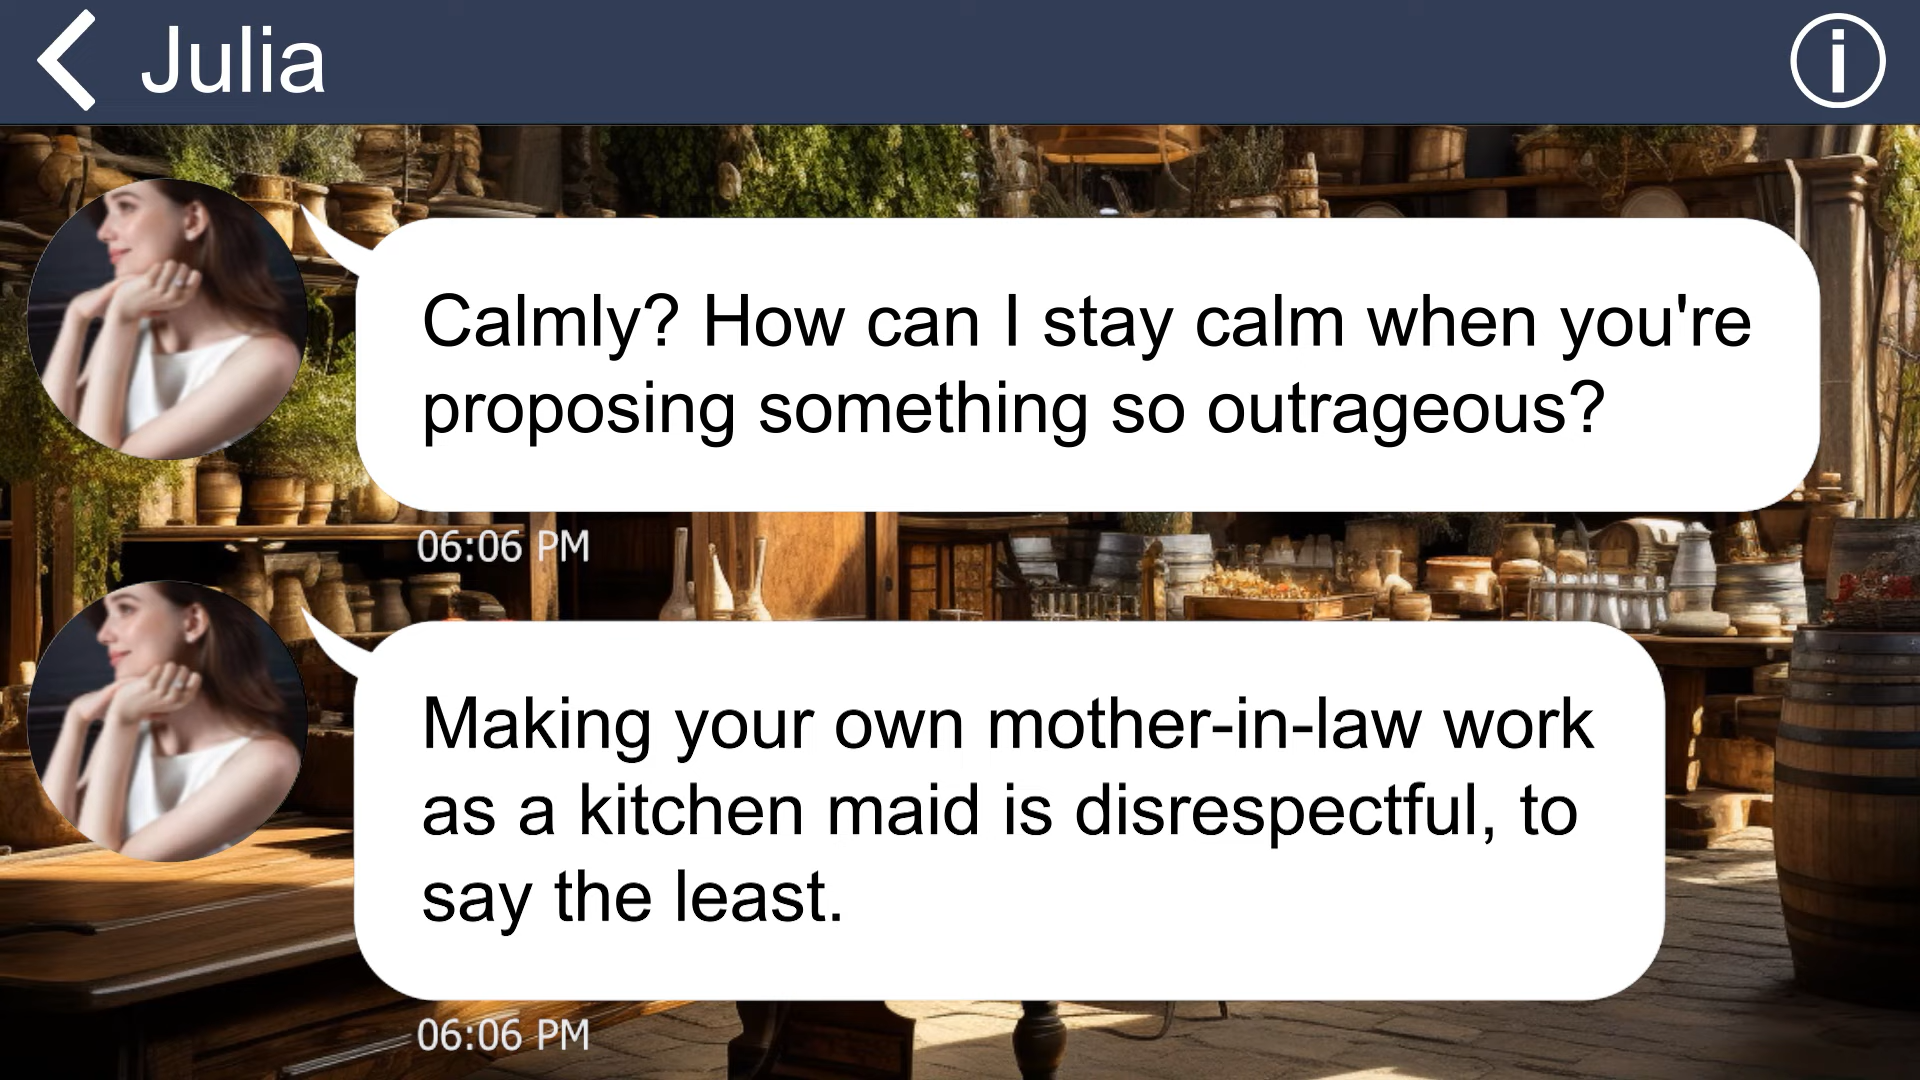 Julia
Calmly? How can I stay calm when you're
proposing something so outrageous?
06:06 PM
Making your own mother-in-law work
as a kitchen maid is disrespectful, to
say the least.
06:06 PM